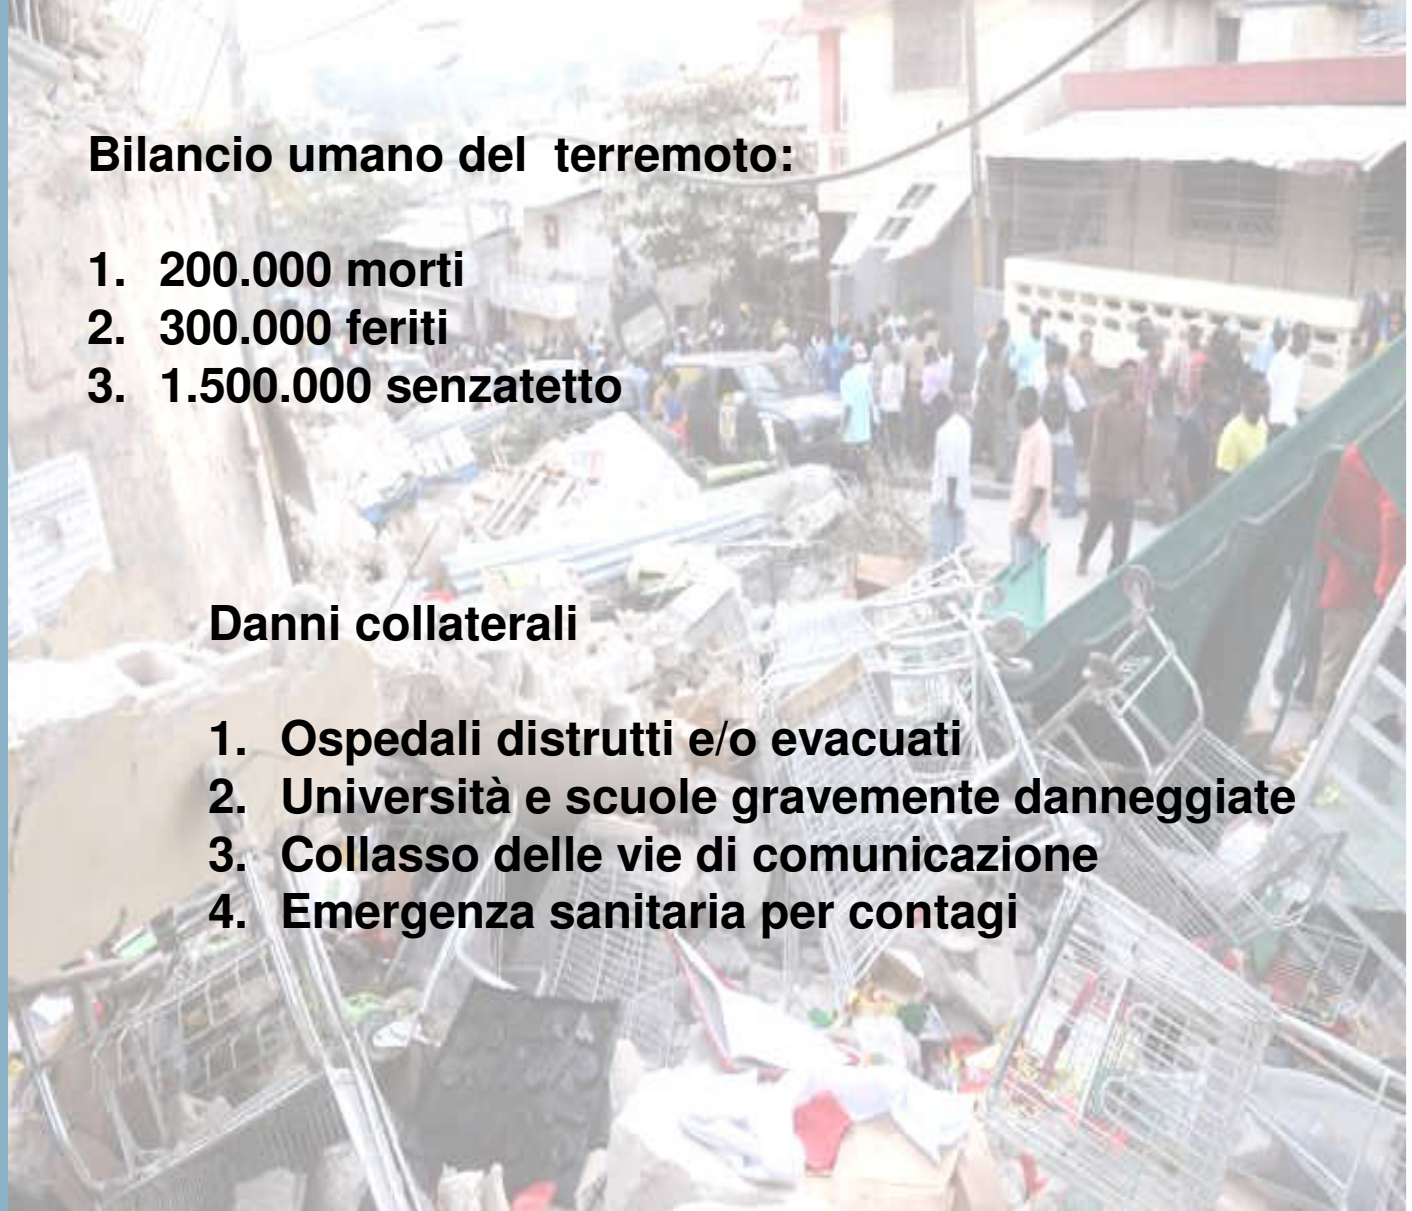 Bilancio umano del terremoto:
1. 200.000 morti
2. 300.000 feriti
3. 1.500.000 senzatetto
Danni collaterali
1. Ospedali distrutti e/o evacuati
2. Università e scuole gravemente danneggiate
3. Collasso delle vie di comunicazione
4. Emergenza sanitaria per contagi